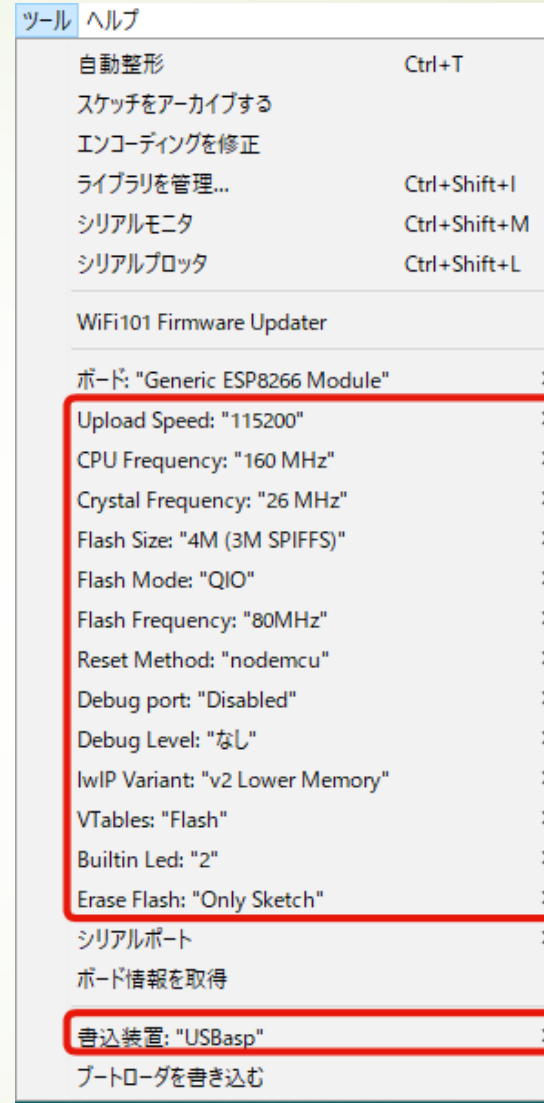 ツール ヘルプ
自動整形 Ctrl+T
スケッチをアーカイブする
エンコーディングを修正
ライブラリを管理... Ctrl+Shift+I
シリアルモニタ Ctrl+Shift+M
シリアルプロッタ Ctrl+Shift+L
WiFi101 Firmware Updater
ボード: "Generic ESP8266 Module"
Upload Speed: "115200"
CPU Frequency: "160 MHz"
Crystal Frequency: "26 MHz"
Flash Size: "4M (3M SPIFFS)"
Flash Mode: "QIO"
Flash Frequency: "80MHz"
Reset Method: "nodemcu"
Debug port: "Disabled"
Debug Level: "なし"
lwIP Variant: "v2 Lower Memory"
VTables: "Flash"
Builtin Led: "2"
Erase Flash: "Only Sketch"
シリアルポート
ボード情報を取得
書込装置: "USBasp"
ブートローダを書き込む